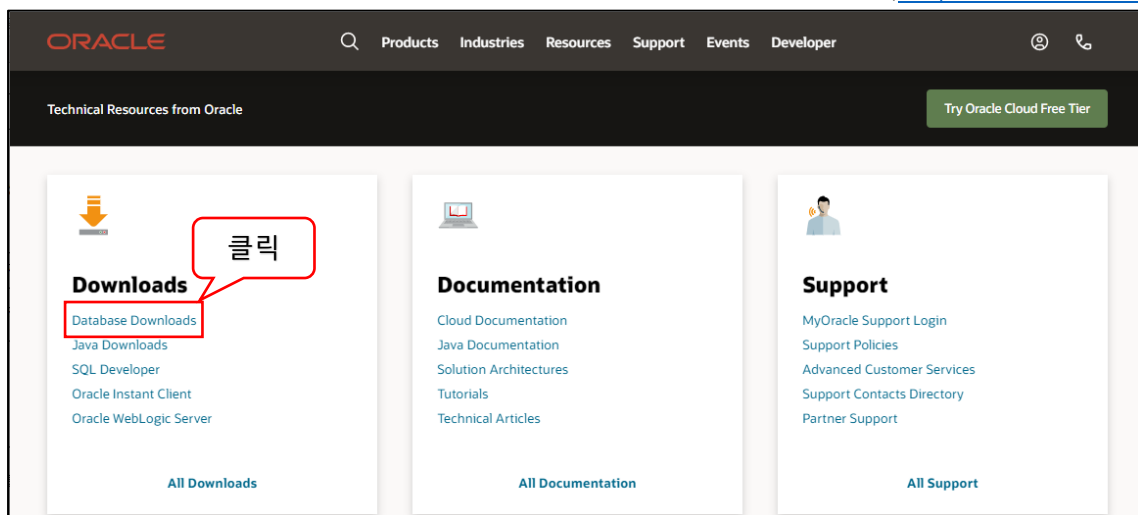 ORACLE Products Industries Resources Support Events Developer
Technical Resources from Oracle Try Oracle Cloud Free Tier
클릭
Downloads
Database Downloads
Java Downloads
SQL Developer
Oracle Instant Client
Oracle WebLogic Server
All Downloads
Documentation
Cloud Documentation
Java Documentation
Solution Architectures
Tutorials
Technical Articles
All Documentation
Support
MyOracle Support Login
Support Policies
Advanced Customer Services
Support Contacts Directory
Partner Support
All Support